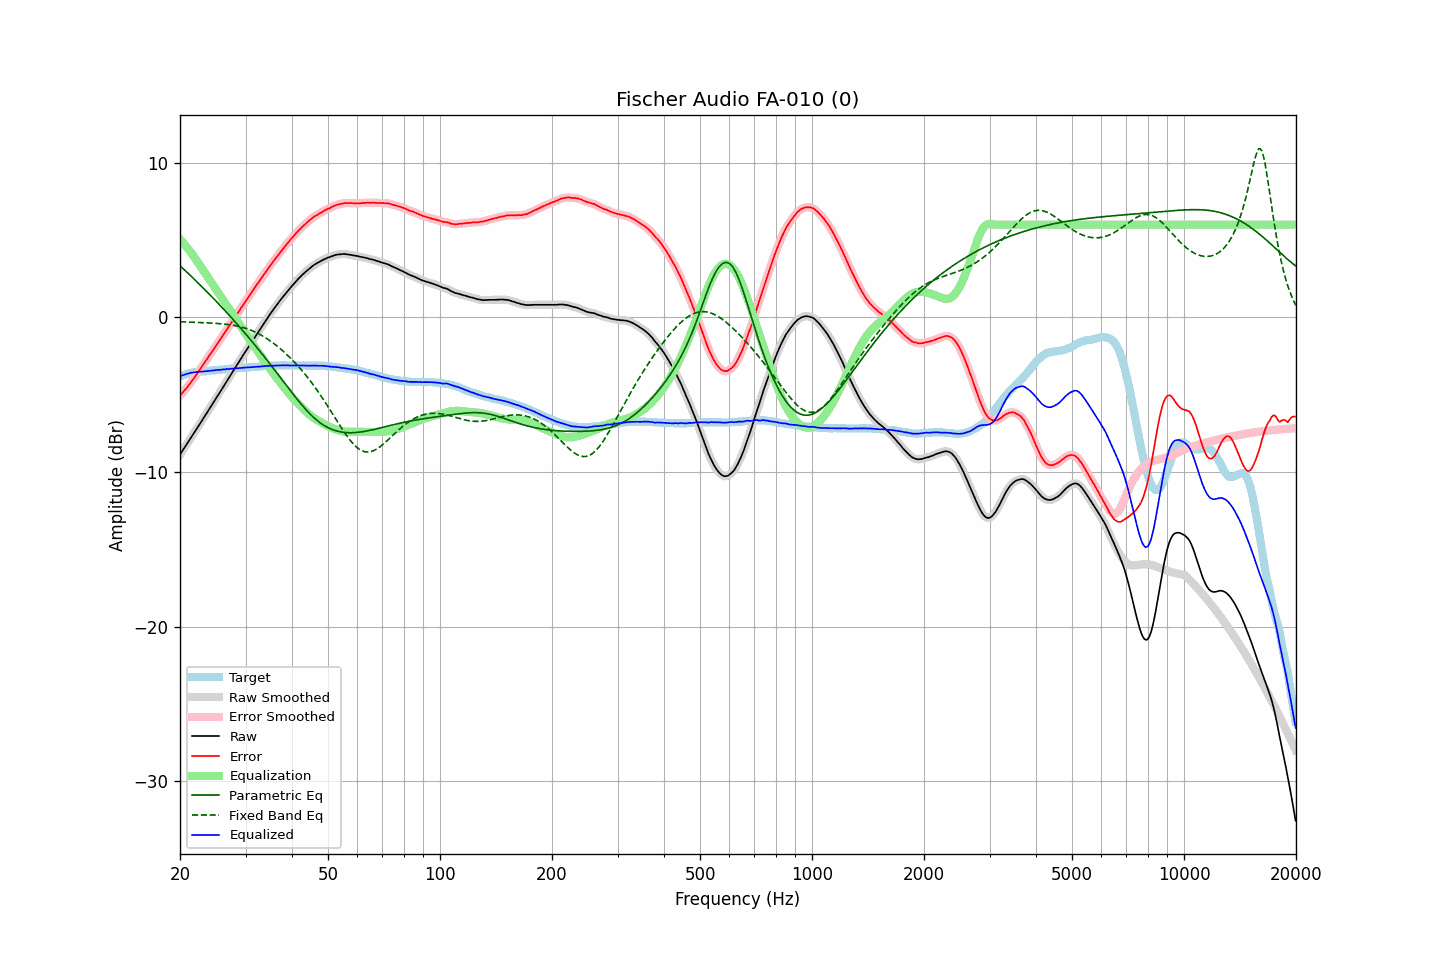 Fischer Audio FA-010 (0)
Amplitude (dBr)
10
0
−10
−20
−30
Target
Raw Smoothed
Error Smoothed
Raw
Error
Equalization
Parametric Eq
Fixed Band Eq
Equalized
20 50 100 200 500 1000 2000 5000 10000 20000
Frequency (Hz)